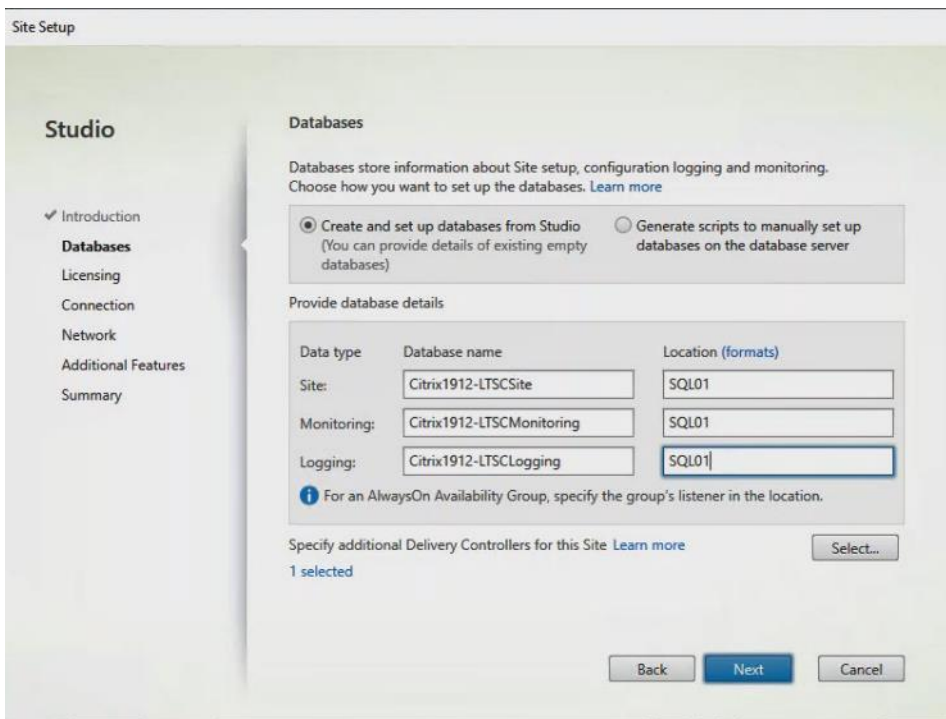 Site Setup
Studio
✔ Introduction
Databases
Licensing
Connection
Network
Additional Features
Summary
Databases
Databases store information about Site setup, configuration logging and monitoring.
Choose how you want to set up the databases. Learn more
Create and set up databases from Studio
(You can provide details of existing empty
databases)
Generate scripts to manually set up
databases on the database server
Provide database details
Data type Database name Location (formats)
Site: Citrix1912-LTSCSite SQL01
Monitoring: Citrix1912-LTSCMonitoring SQL01
Logging: Citrix1912-LTSCLogging SQL01
For an AlwaysOn Availability Group, specify the group's listener in the location.
Specify additional Delivery Controllers for this Site Learn more Select...
1 selected
Back Next Cancel